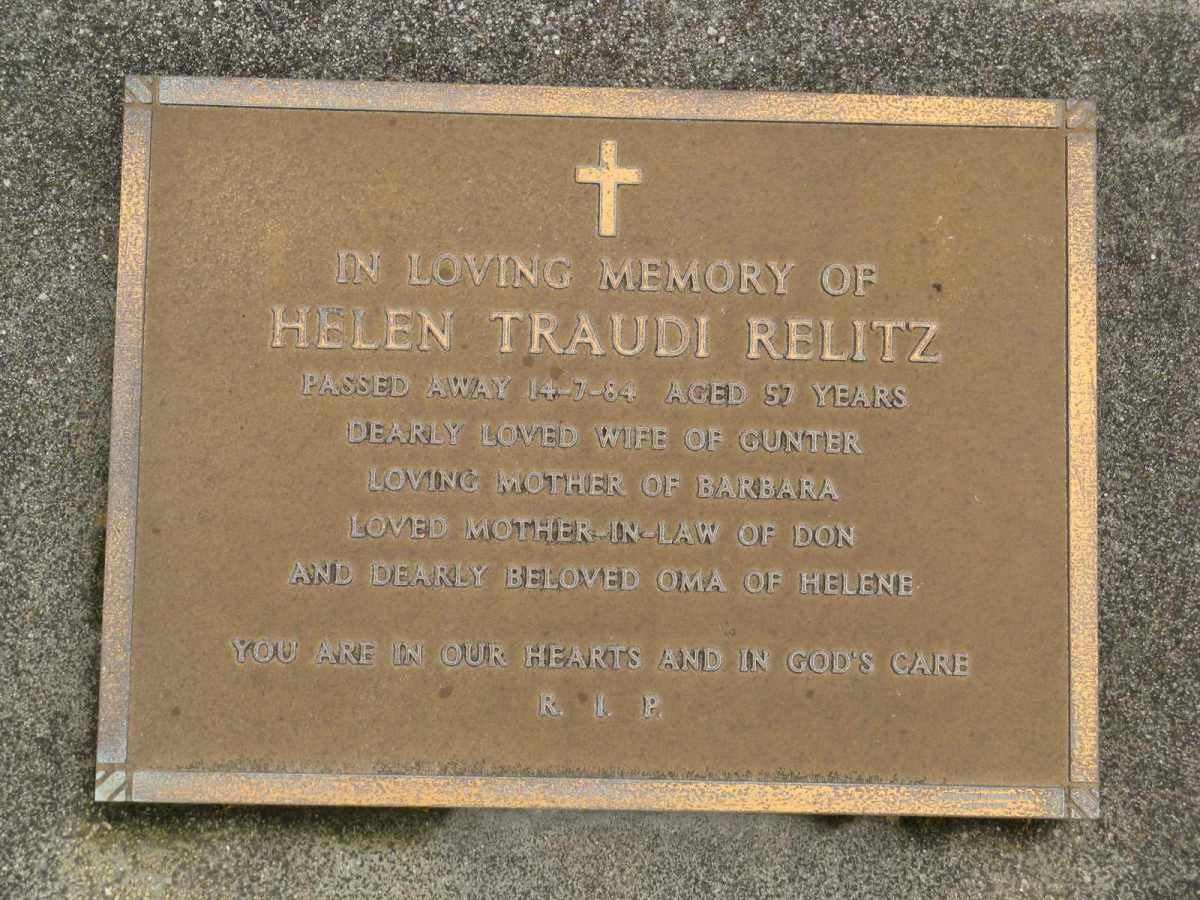 IN LOVING MEMORY OF
HELEN TRAUDI RELITZ
PASSED AWAY 14-7-84 AGED 57 YEARS
DEARLY LOVED WIFE OF GUNTER
LOVING MOTHER OF BARBARA
LOVED MOTHER-IN-LAW OF DON
AND DEARLY BELOVED OMA OF HELENE
YOU ARE IN OUR HEARTS AND IN GOD'S CARE
R. I. P.